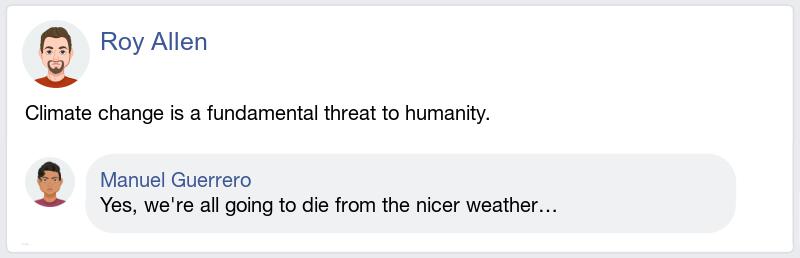 Roy Allen
Climate change is a fundamental threat to humanity.
Manuel Guerrero
Yes, we're all going to die from the nicer weather…